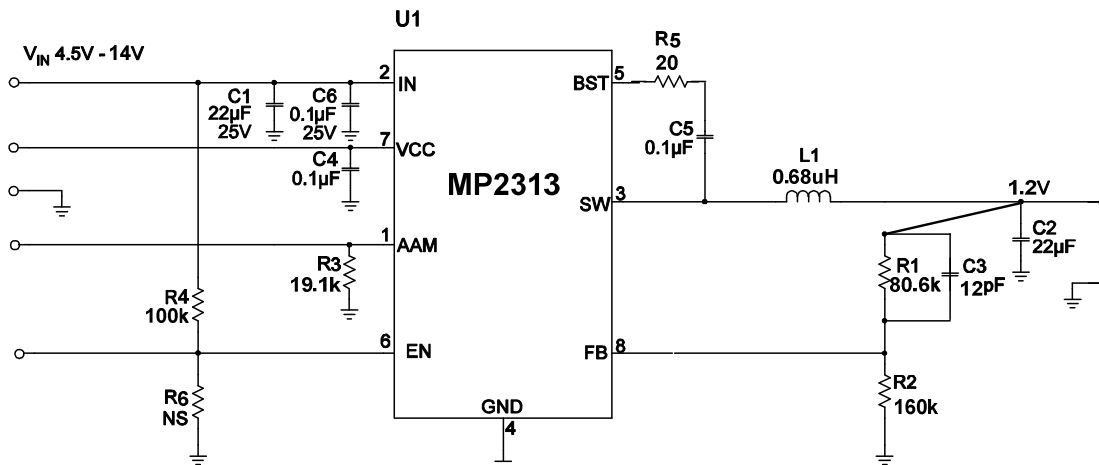 U1
V_IN 4.5V - 14V
2
IN
C1
22µF
25V
C6
0.1µF
25V
7
VCC
C4
0.1µF
1
AAM
R3
19.1k
R4
100k
6
EN
R6
NS
MP2313
GND
4
BST
5
R5
20
C5
0.1µF
SW
3
L1
0.68uH
1.2V
C2
22µF
R1
80.6k
C3
12pF
FB
8
R2
160k